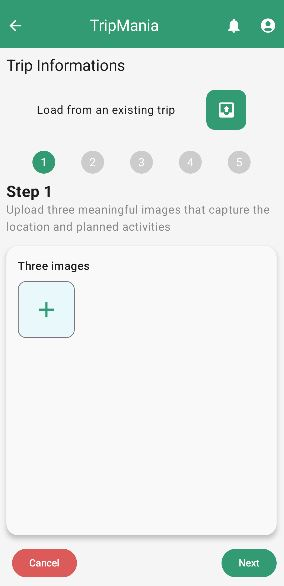 TripMania
Trip Informations
Load from an existing trip
1 2 3 4 5
Step 1
Upload three meaningful images that capture the
location and planned activities
Three images
Cancel Next